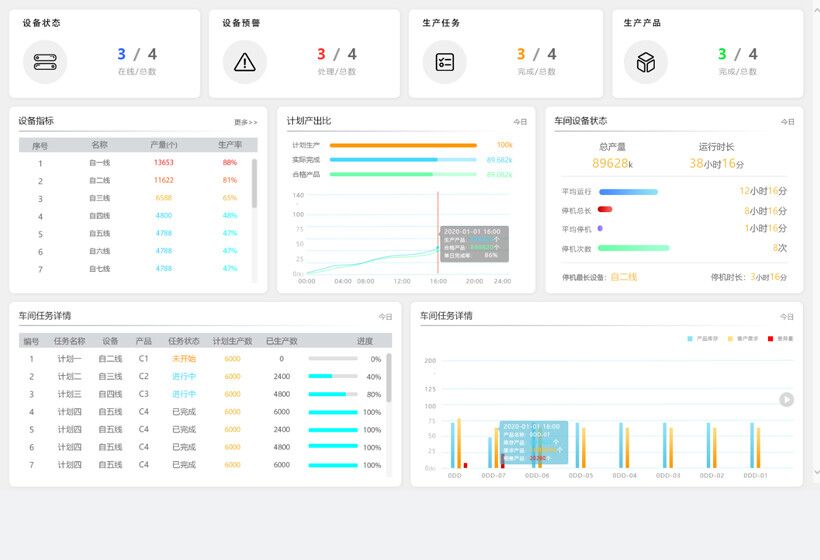 设备状态
3 / 4
在线/总数
设备预警
3 / 4
处理/总数
生产任务
3 / 4
完成/总数
生产产品
3 / 4
完成/总数
设备指标 更多>>
序号 名称 产量(个) 生产率
1 自一线 13653 88%
2 自二线 11622 81%
3 自三线 6588 65%
4 自四线 4800 48%
5 自五线 4788 47%
6 自六线 4788 47%
7 自七线 4788 47%
计划产出比 今日
计划生产 100k
实际完成 89.682k
合格产品 89.682k
140
100
75
50
25
0
2020-01-01 16:00
生产产品: 个
合格产品: 个
单日完成率: 86%
00:00 04:00 08:00 12:00 16:00 20:00 24:00
车间设备状态 今日
总产量 运行时长
89628k 38小时16分
平均运行 12小时16分
停机总长 8小时16分
平均停机 1小时16分
停机次数 8次
停机最长设备: 自二线 停机时长: 3小时16分
车间任务详情 今日
编号 任务名称 设备 产品 任务状态 计划生产数 已生产数 进度
1 计划一 自二线 C1 未开始 6000 0 0%
2 计划二 自三线 C2 进行中 6000 2400 40%
3 计划三 自四线 C3 进行中 6000 4800 80%
4 计划四 自五线 C4 已完成 6000 6000 100%
5 计划四 自五线 C4 已完成 6000 2400 100%
6 计划四 自五线 C4 已完成 6000 4800 100%
7 计划四 自五线 C4 已完成 6000 6000 100%
车间任务详情 今日
产品库存 客户需求 差异量
200
125
100
75
50
25
0
2020-01-01 16:00
产品名称: 0DD-07
库存产品: 个
需求产品: 个
个
0DD 0DD-07 0DD-06 0DD-05 0DD-04 0DD-03 0DD-02 0DD-01